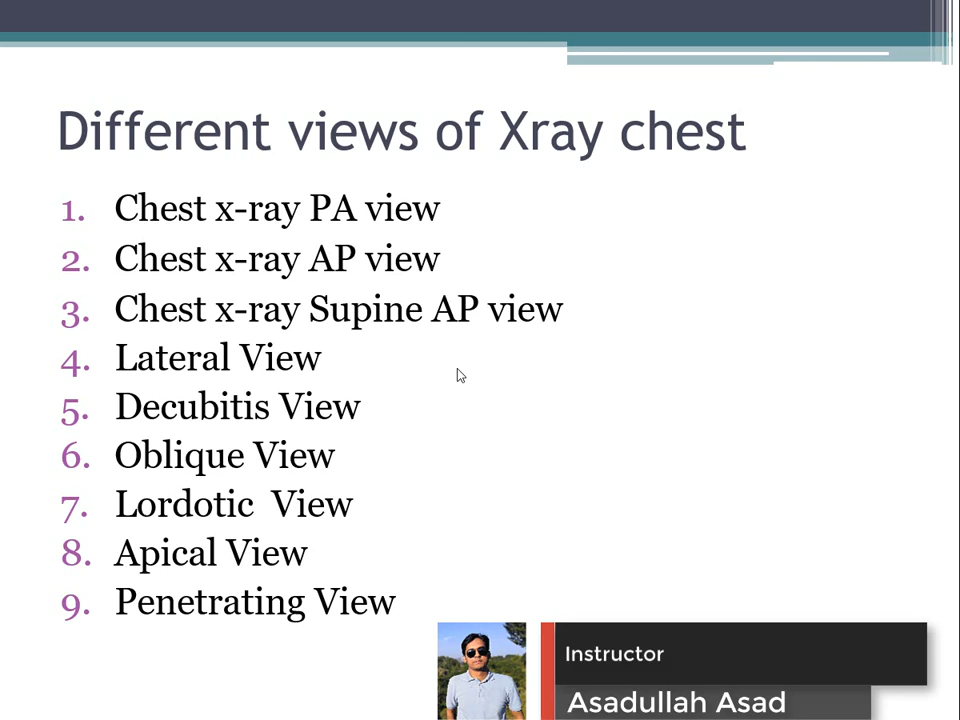 Different views of Xray chest
1. Chest x-ray PA view
2. Chest x-ray AP view
3. Chest x-ray Supine AP view
4. Lateral View
5. Decubitis View
6. Oblique View
7. Lordotic  View
8. Apical View
9. Penetrating View
Instructor
Asadullah Asad